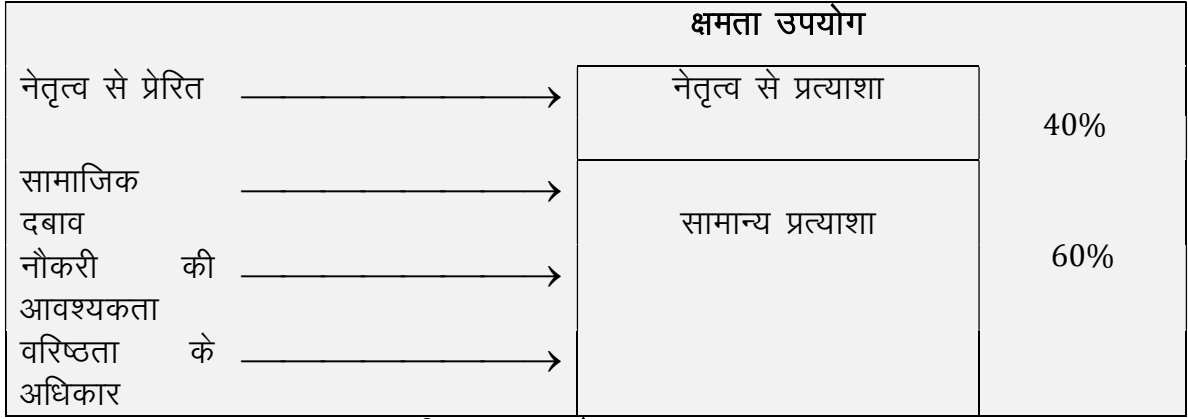 क्षमता उपयोग
नेतृत्व से प्रेरित नेतृत्व से प्रत्याशा
40%
सामाजिक
दबाव सामान्य प्रत्याशा
नौकरी की 60%
आवश्यकता
वरिष्ठता के
अधिकार